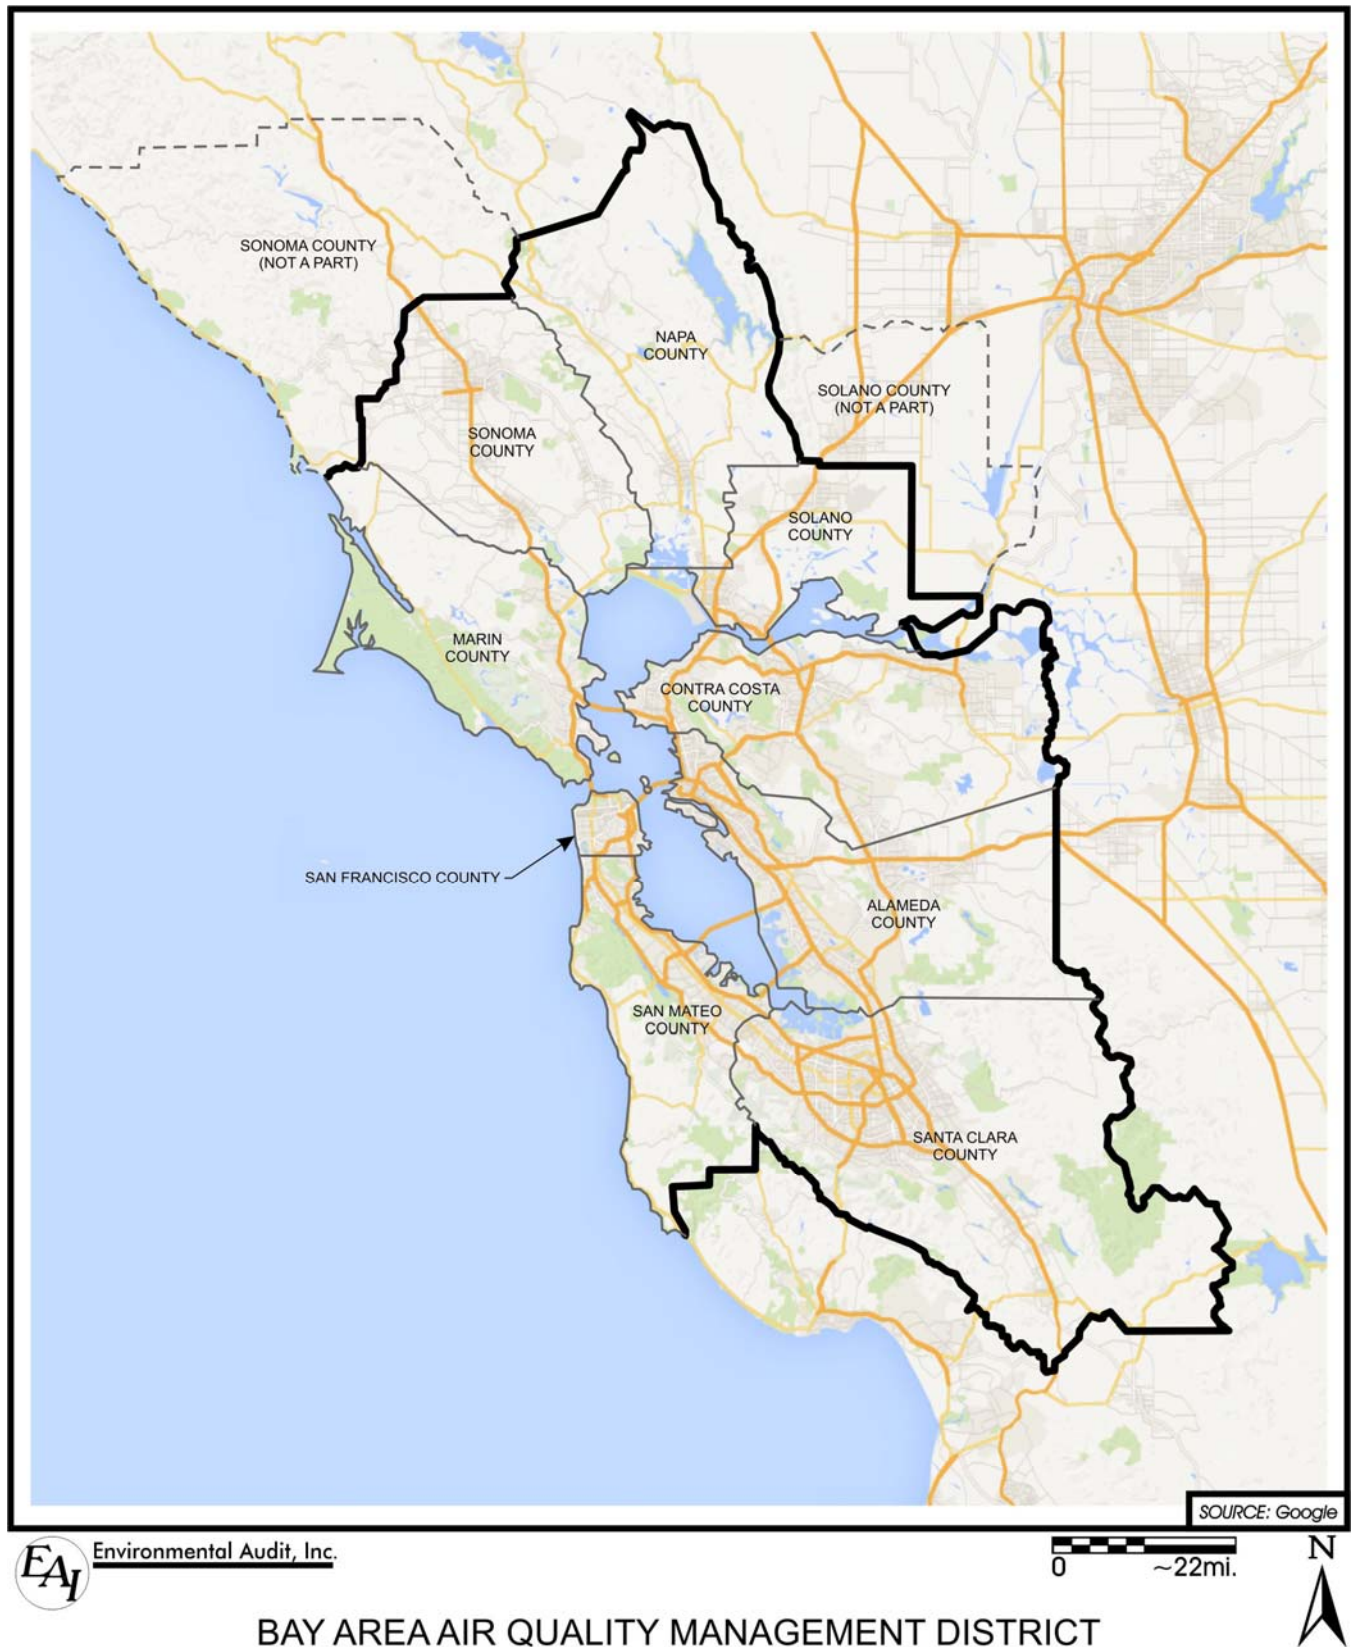 SONOMA COUNTY
(NOT A PART)
NAPA
COUNTY
SOLANO COUNTY
(NOT A PART)
SONOMA
COUNTY
SOLANO
COUNTY
MARIN
COUNTY
CONTRA COSTA
COUNTY
SAN FRANCISCO COUNTY
ALAMEDA
COUNTY
SAN MATEO
COUNTY
SANTA CLARA
COUNTY
SOURCE: Google
EAI
Environmental Audit, Inc.
0
~22mi.
N
BAY AREA AIR QUALITY MANAGEMENT DISTRICT